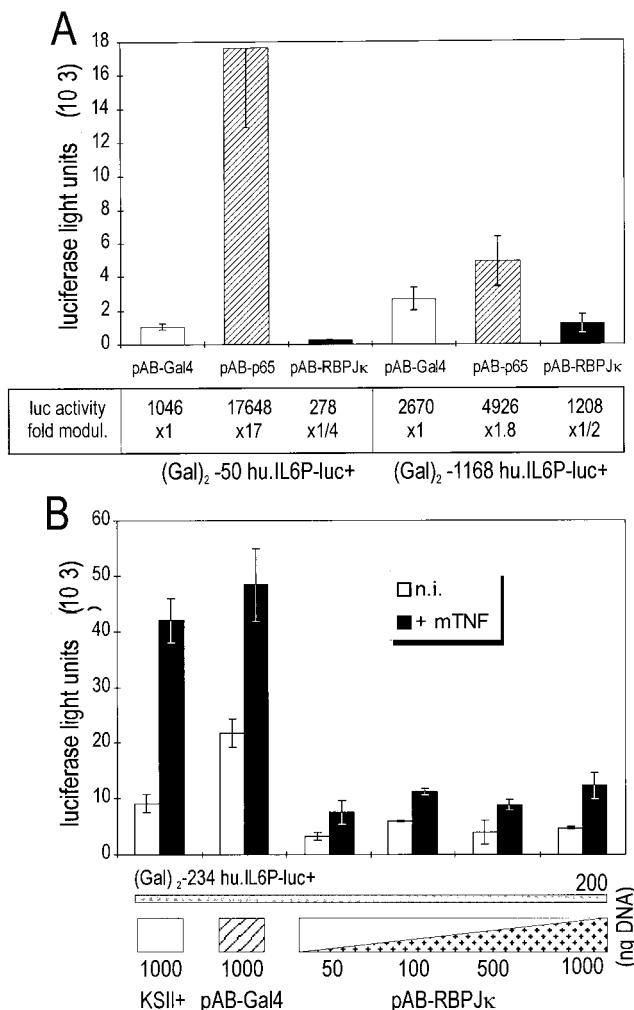 A
luciferase light units (10 3)
18
16
14
12
10
8
6
4
2
0
pAB-Gal4 pAB-p65 pAB-RBPJκ pAB-Gal4 pAB-p65 pAB-RBPJκ
luc activity 1046 17648 278 2670 4926 1208
fold modul. x1 x17 x1/4 x1 x1.8 x1/2
(Gal)₂ -50 hu.IL6P-luc+ (Gal)₂ -1168 hu.IL6P-luc+
B
luciferase light units (10 3)
60
50
40
30
20
10
0
n.i.
+ mTNF
(Gal)₂-234 hu.IL6P-luc+ 200
1000 1000 50 100 500 1000
KSII+ pAB-Gal4 pAB-RBPJκ
(ng DNA)